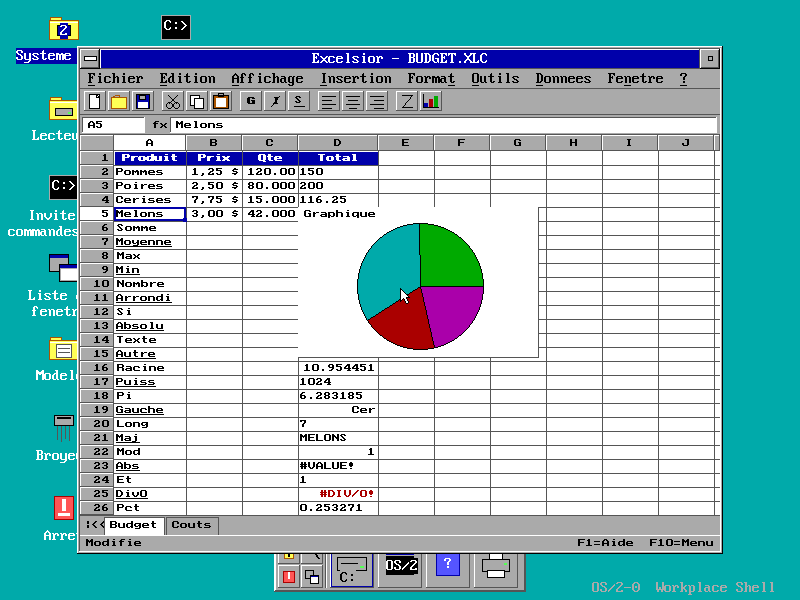 C:>
2
Systeme
Excelsior - BUDGET.XLC
Fichier Edition Affichage Insertion Format Outils Donnees Fenetre ?
G I S
A5 fx Melons
A B C D E F G H I J
1 Produit Prix Qte Total
2 Pommes 1,25 $ 120.00 150
3 Poires 2,50 $ 80.000 200
4 Cerises 7,75 $ 15.000 116.25
5 Melons 3,00 $ 42.000 Graphique
6 Somme
7 Moyenne
8 Max
9 Min
10 Nombre
11 Arrondi
12 Si
13 Absolu
14 Texte
15 Autre
16 Racine 10.954451
17 Puiss 1024
18 Pi 6.283185
19 Gauche Cer
20 Long 7
21 Maj MELONS
22 Mod 1
23 Abs #VALUE!
24 Et 1
25 Div0 #DIV/0!
26 Pct 0.253271
Budget Couts
Modifie F1=Aide F10=Menu
Lecteu
C:>
Invite
commandes
Liste
fenetr
Model
Broye
Arre
C:
OS/2
?
OS/2-0 Workplace Shell